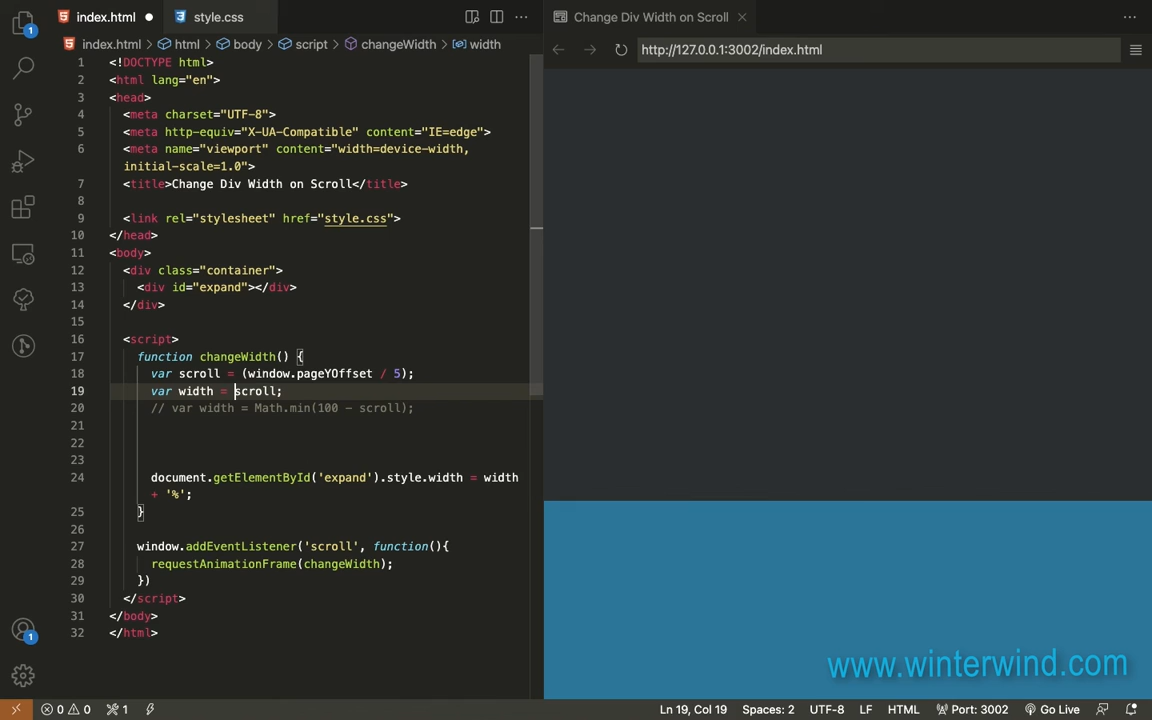 index.html
style.css
index.html > html > body > script > changeWidth > width
1 <!DOCTYPE html>
2 <html lang="en">
3 <head>
4 <meta charset="UTF-8">
5 <meta http-equiv="X-UA-Compatible" content="IE=edge">
6 <meta name="viewport" content="width=device-width,
initial-scale=1.0">
7 <title>Change Div Width on Scroll</title>
8
9 <link rel="stylesheet" href="style.css">
10 </head>
11 <body>
12 <div class="container">
13 <div id="expand"></div>
14 </div>
15
16 <script>
17 function changeWidth() {
18 var scroll = (window.pageYOffset / 5);
19 var width = scroll;
20 // var width = Math.min(100 - scroll);
21
22
23
24 document.getElementById('expand').style.width = width
+ '%';
25 }
26
27 window.addEventListener('scroll', function(){
28 requestAnimationFrame(changeWidth);
29 })
30 </script>
31 </body>
32 </html>
Change Div Width on Scroll
http://127.0.0.1:3002/index.html
www.winterwind.com
1
1
0 0 1
Ln 19, Col 19 Spaces: 2 UTF-8 LF HTML Port: 3002 Go Live